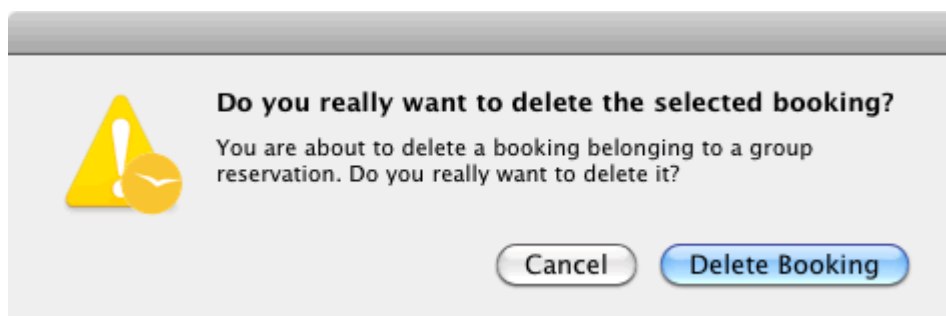 Do you really want to delete the selected booking?
You are about to delete a booking belonging to a group
reservation. Do you really want to delete it?
Cancel
Delete Booking